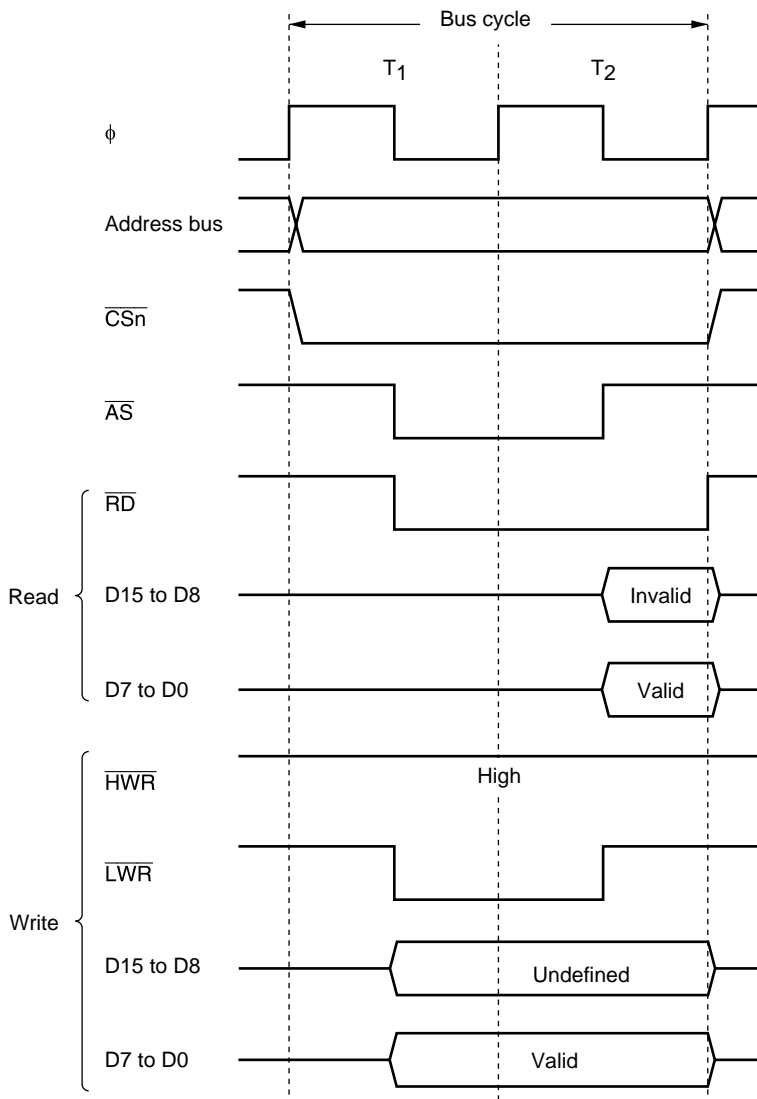 Bus cycle
T1 T2
ϕ
Address bus
CSn
AS
RD
Read D15 to D8 Invalid
D7 to D0 Valid
HWR High
LWR
Write
D15 to D8 Undefined
D7 to D0 Valid